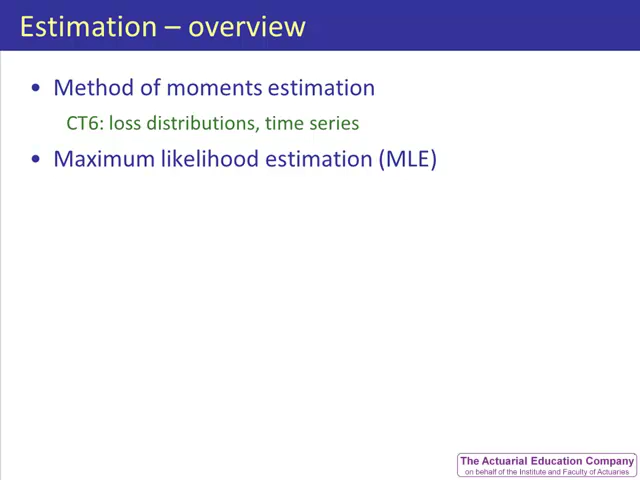 Estimation – overview
• Method of moments estimation
CT6: loss distributions, time series
• Maximum likelihood estimation (MLE)
The Actuarial Education Company
on behalf of the Institute and Faculty of Actuaries